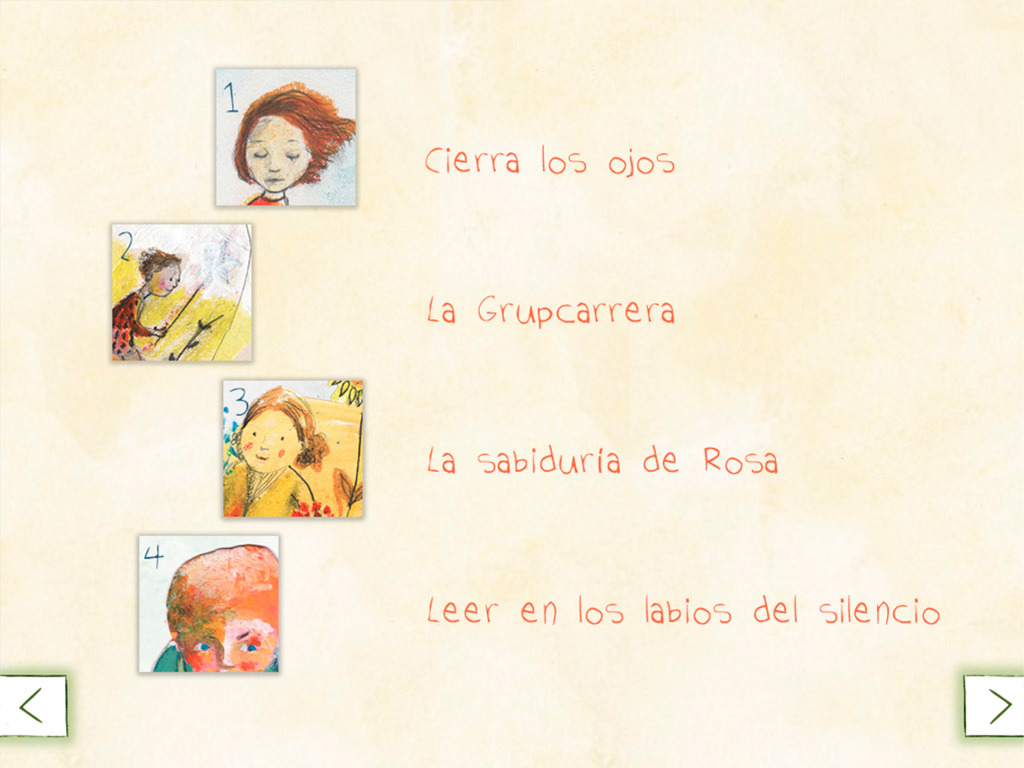 1
Cierra los ojos
2
La Grupcarrera
3
La sabiduría de Rosa
4
Leer en los labios del silencio